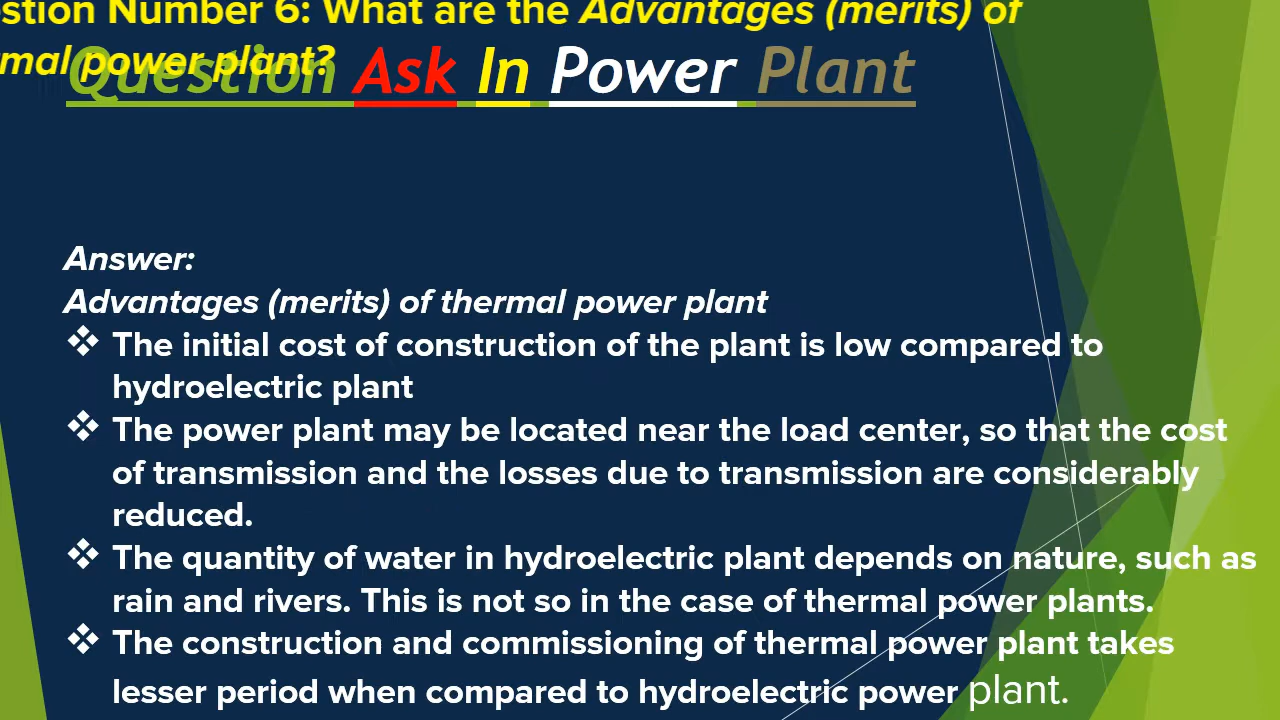 stion Number 6: What are the Advantages (merits) of
mal power plant?
Question Ask In Power Plant
Answer:
Advantages (merits) of thermal power plant
❖ The initial cost of construction of the plant is low compared to
hydroelectric plant
❖ The power plant may be located near the load center, so that the cost
of transmission and the losses due to transmission are considerably
reduced.
❖ The quantity of water in hydroelectric plant depends on nature, such as
rain and rivers. This is not so in the case of thermal power plants.
❖ The construction and commissioning of thermal power plant takes
lesser period when compared to hydroelectric power plant.